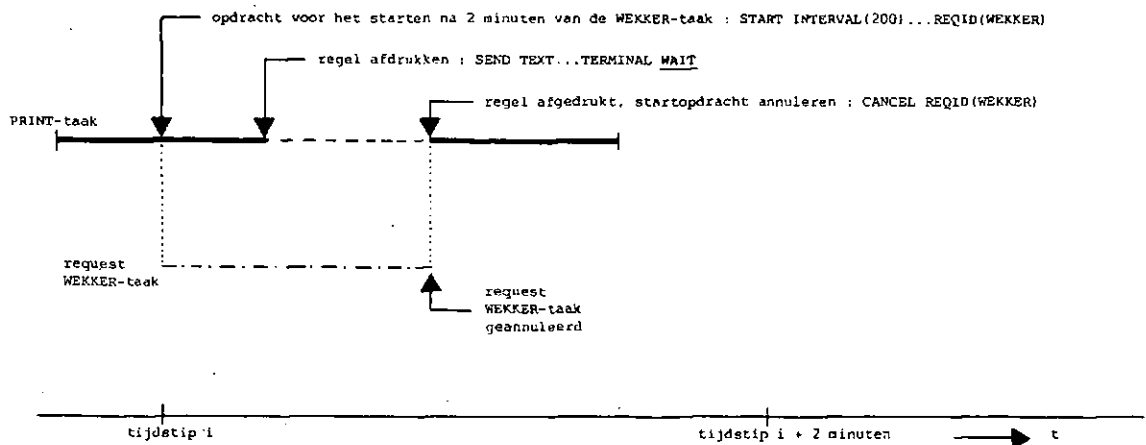 opdracht voor het starten na 2 minuten van de WEKKER-taak : START INTERVAL(200)...REQID(WEKKER)
regel afdrukken : SEND TEXT...TERMINAL WAIT
regel afgedrukt, startopdracht annuleren : CANCEL REQID(WEKKER)
PRINT-taak
request
WEKKER-taak
request
WEKKER-taak
geannuleerd
tijdstip i
tijdstip i + 2 minuten
t